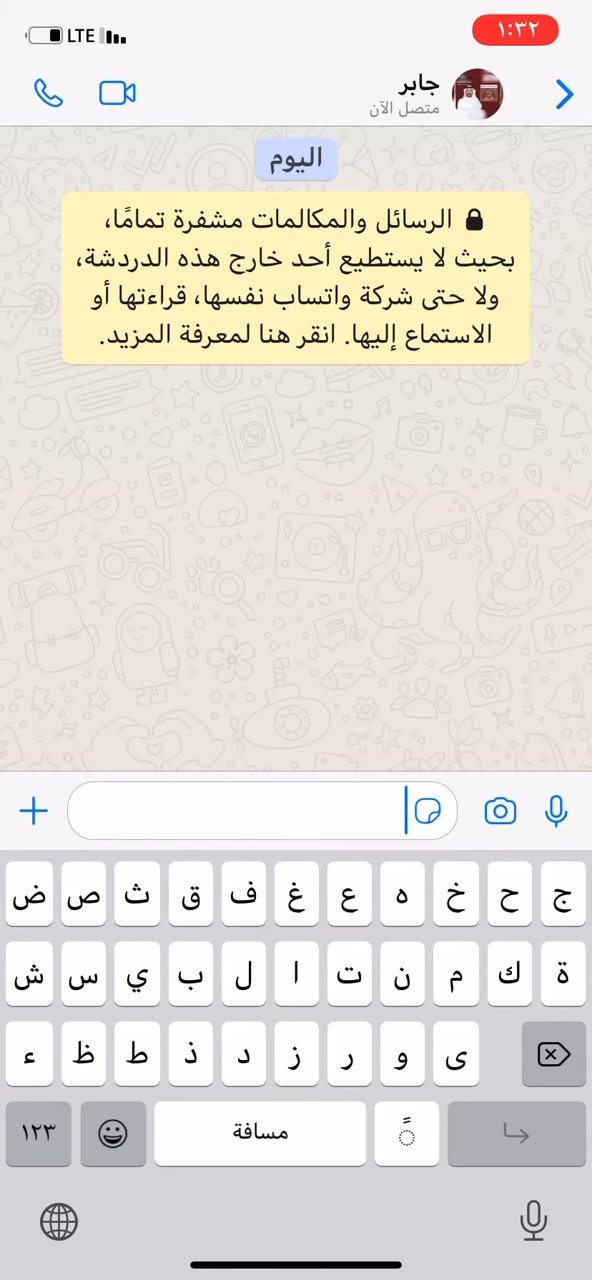 LTE
١:٣٢
جابر
متصل الآن
اليوم
الرسائل والمكالمات مشفرة تمامًا،
بحيث لا يستطيع أحد خارج هذه الدردشة،
ولا حتى شركة واتساب نفسها، قراءتها أو
الاستماع إليها. انقر هنا لمعرفة المزيد.
ج ح خ ه ع غ ف ق ث ص ض
ة ك م ن ت ا ل ب ي س ش
ى و ر ز د ذ ط ظ ء
١٢٣ مسافة